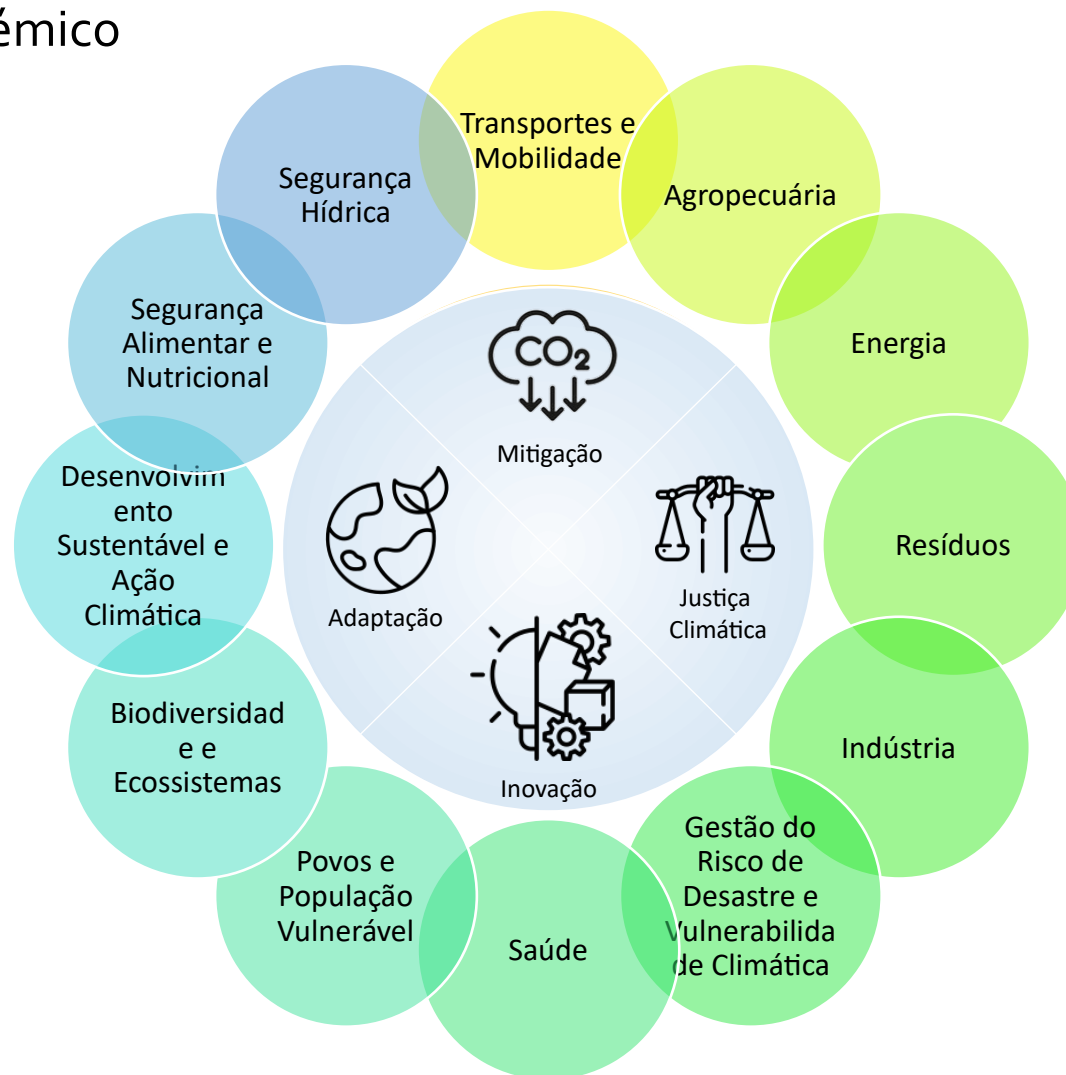 émico
Transportes e
Mobilidade
Agropecuária
Energia
Resíduos
Indústria
Gestão do
Risco de
Desastre e
Vulnerabilida
de Climática
Saúde
Povos e
População
Vulnerável
Biodiversidad
e e
Ecossistemas
Desenvolvim
ento
Sustentável e
Ação
Climática
Segurança
Alimentar e
Nutricional
Segurança
Hídrica
CO₂
Mitigação
Justiça
Climática
Inovação
Adaptação